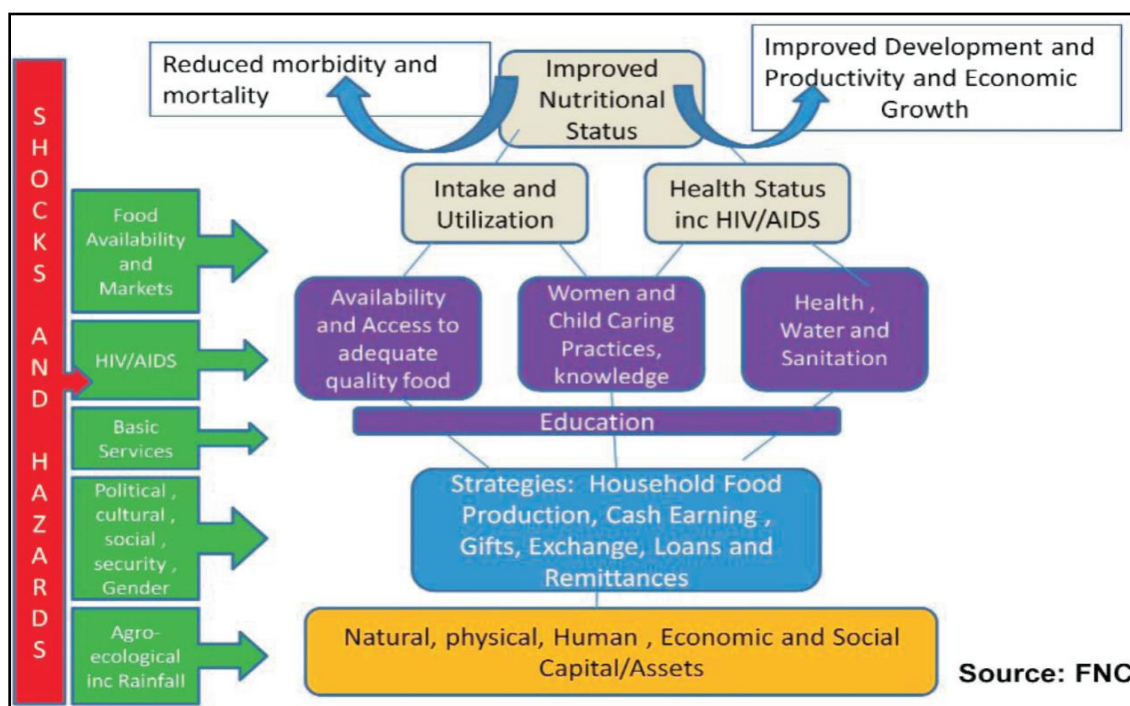 SHOCKS AND HAZARDS
Reduced morbidity and
mortality
Improved
Nutritional
Status
Improved Development and
Productivity and Economic
Growth
Intake and
Utilization
Health Status
inc HIV/AIDS
Food
Availability
and
Markets
Availability
and Access to
adequate
quality food
Women and
Child Caring
Practices,
knowledge
Health ,
Water and
Sanitation
HIV/AIDS
Education
Basic
Services
Strategies: Household Food
Production, Cash Earning ,
Gifts, Exchange, Loans and
Remittances
Political ,
cultural ,
social ,
security ,
Gender
Natural, physical, Human , Economic and Social
Capital/Assets
Agro-
ecological
inc Rainfall
Source: FNC